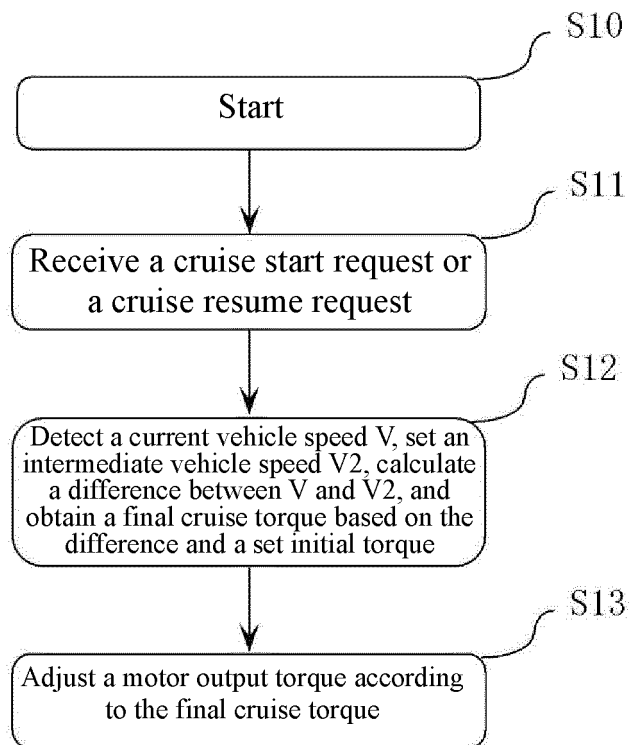 S10
Start
S11
Receive a cruise start request or
a cruise resume request
S12
Detect a current vehicle speed V, set an
intermediate vehicle speed V2, calculate
a difference between V and V2, and
obtain a final cruise torque based on the
difference and a set initial torque
S13
Adjust a motor output torque according
to the final cruise torque